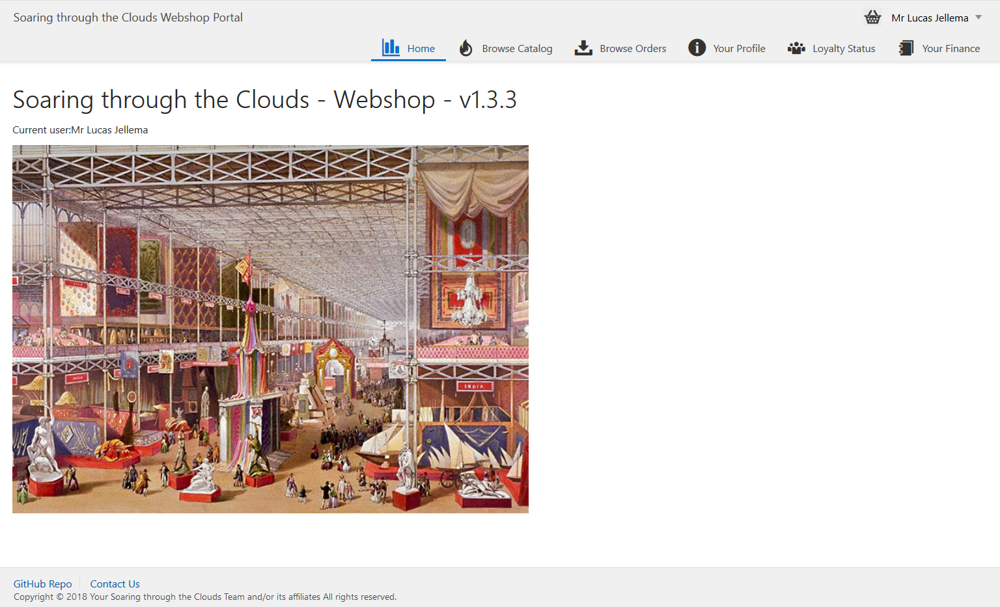 Soaring through the Clouds Webshop Portal
Mr Lucas Jellema
Home
Browse Catalog
Browse Orders
Your Profile
Loyalty Status
Your Finance
Soaring through the Clouds - Webshop - v1.3.3
Current user:Mr Lucas Jellema
INDIA
INDIA
GitHub Repo
Contact Us
Copyright © 2018 Your Soaring through the Clouds Team and/or its affiliates All rights reserved.